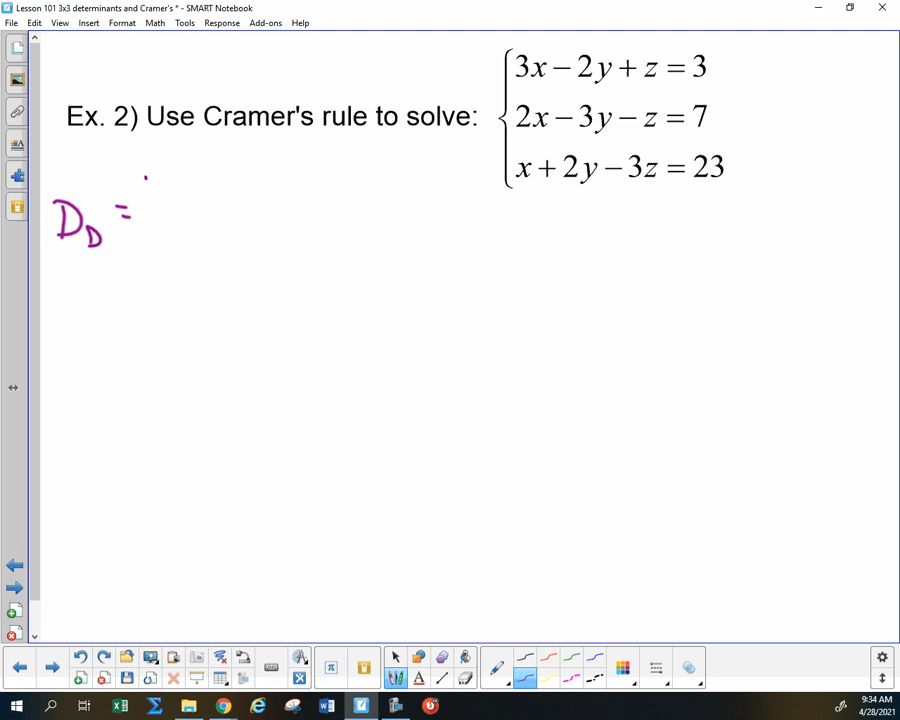 Lesson 101 3x3 determinants and Cramer's * - SMART Notebook
File Edit View Insert Format Math Tools Response Add-ons Help
Ex. 2) Use Cramer's rule to solve:
3x − 2y + z = 3
2x − 3y − z = 7
x + 2y − 3z = 23
D_D =
9:34 AM
4/28/2021